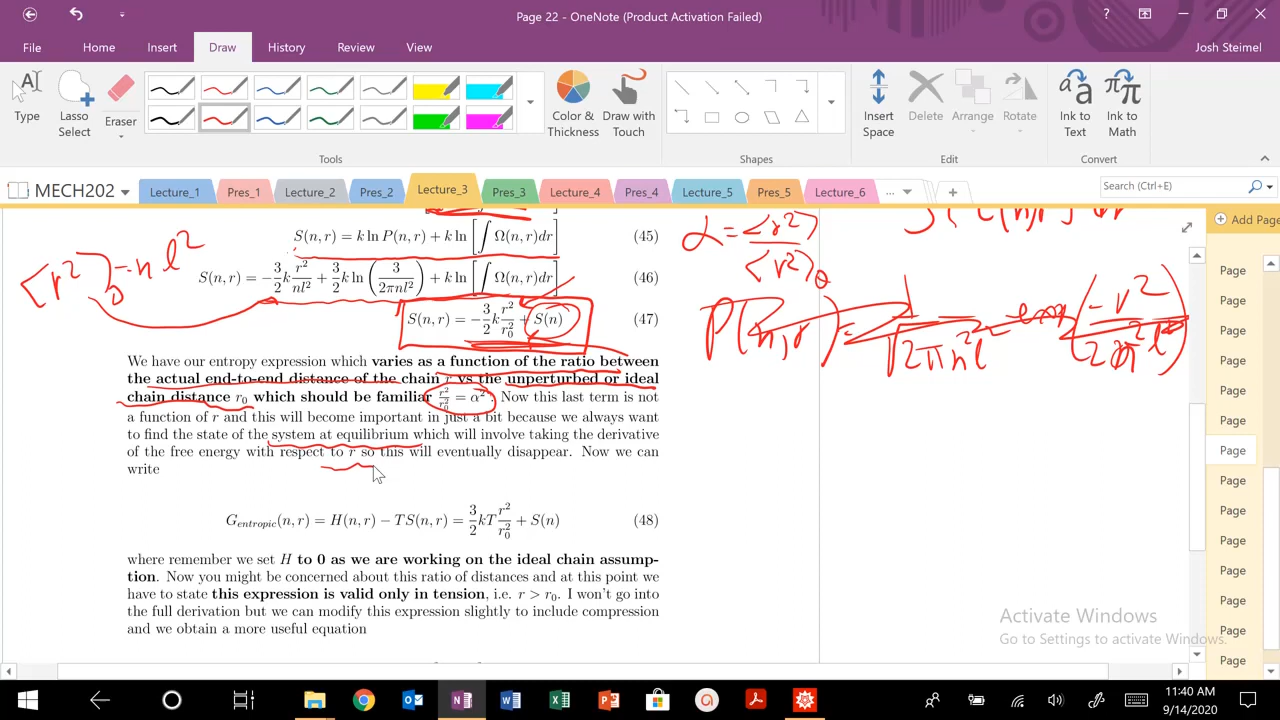 Page 22 - OneNote (Product Activation Failed)
?
File Home Insert Draw History Review View Josh Steimel
Type Lasso Select Eraser Color & Thickness Draw with Touch Insert Space Delete Arrange Rotate Ink to Text Ink to Math
Tools Shapes Edit Convert
MECH202 Lecture_1 Pres_1 Lecture_2 Pres_2 Lecture_3 Pres_3 Lecture_4 Pres_4 Lecture_5 Pres_5 Lecture_6 ... Search (Ctrl+E)
Add Page
S(n, r) = k ln P(n, r) + k ln [∫ Ω(n, r)dr] (45)
S(n, r) = −3/2 k r²/nl² + 3/2 k ln (3/2πnl²) + k ln [∫ Ω(n, r)dr] (46)
S(n, r) = −3/2 k r²/r₀² + S(n) (47)
<r²>₀ = n l²
α² = <r²>/<r²>₀
We have our entropy expression which varies as a function of the ratio between
the actual end-to-end distance of the chain r vs the unperturbed or ideal
chain distance r₀ which should be familiar r²/r₀² = α². Now this last term is not
a function of r and this will become important in just a bit because we always want
to find the state of the system at equilibrium which will involve taking the derivative
of the free energy with respect to r so this will eventually disappear. Now we can
write
G_entropic(n, r) = H(n, r) − TS(n, r) = 3/2 kT r²/r₀² + S(n) (48)
where remember we set H to 0 as we are working on the ideal chain assump-
tion. Now you might be concerned about this ratio of distances and at this point we
have to state this expression is valid only in tension, i.e. r > r₀. I won't go into
the full derivation but we can modify this expression slightly to include compression
and we obtain a more useful equation
Page
Page
Page
Page
Page
Page
Page
Page
Page
Page
Page
Page
Page
Page
Activate Windows
Go to Settings to activate Windows.
11:40 AM
9/14/2020